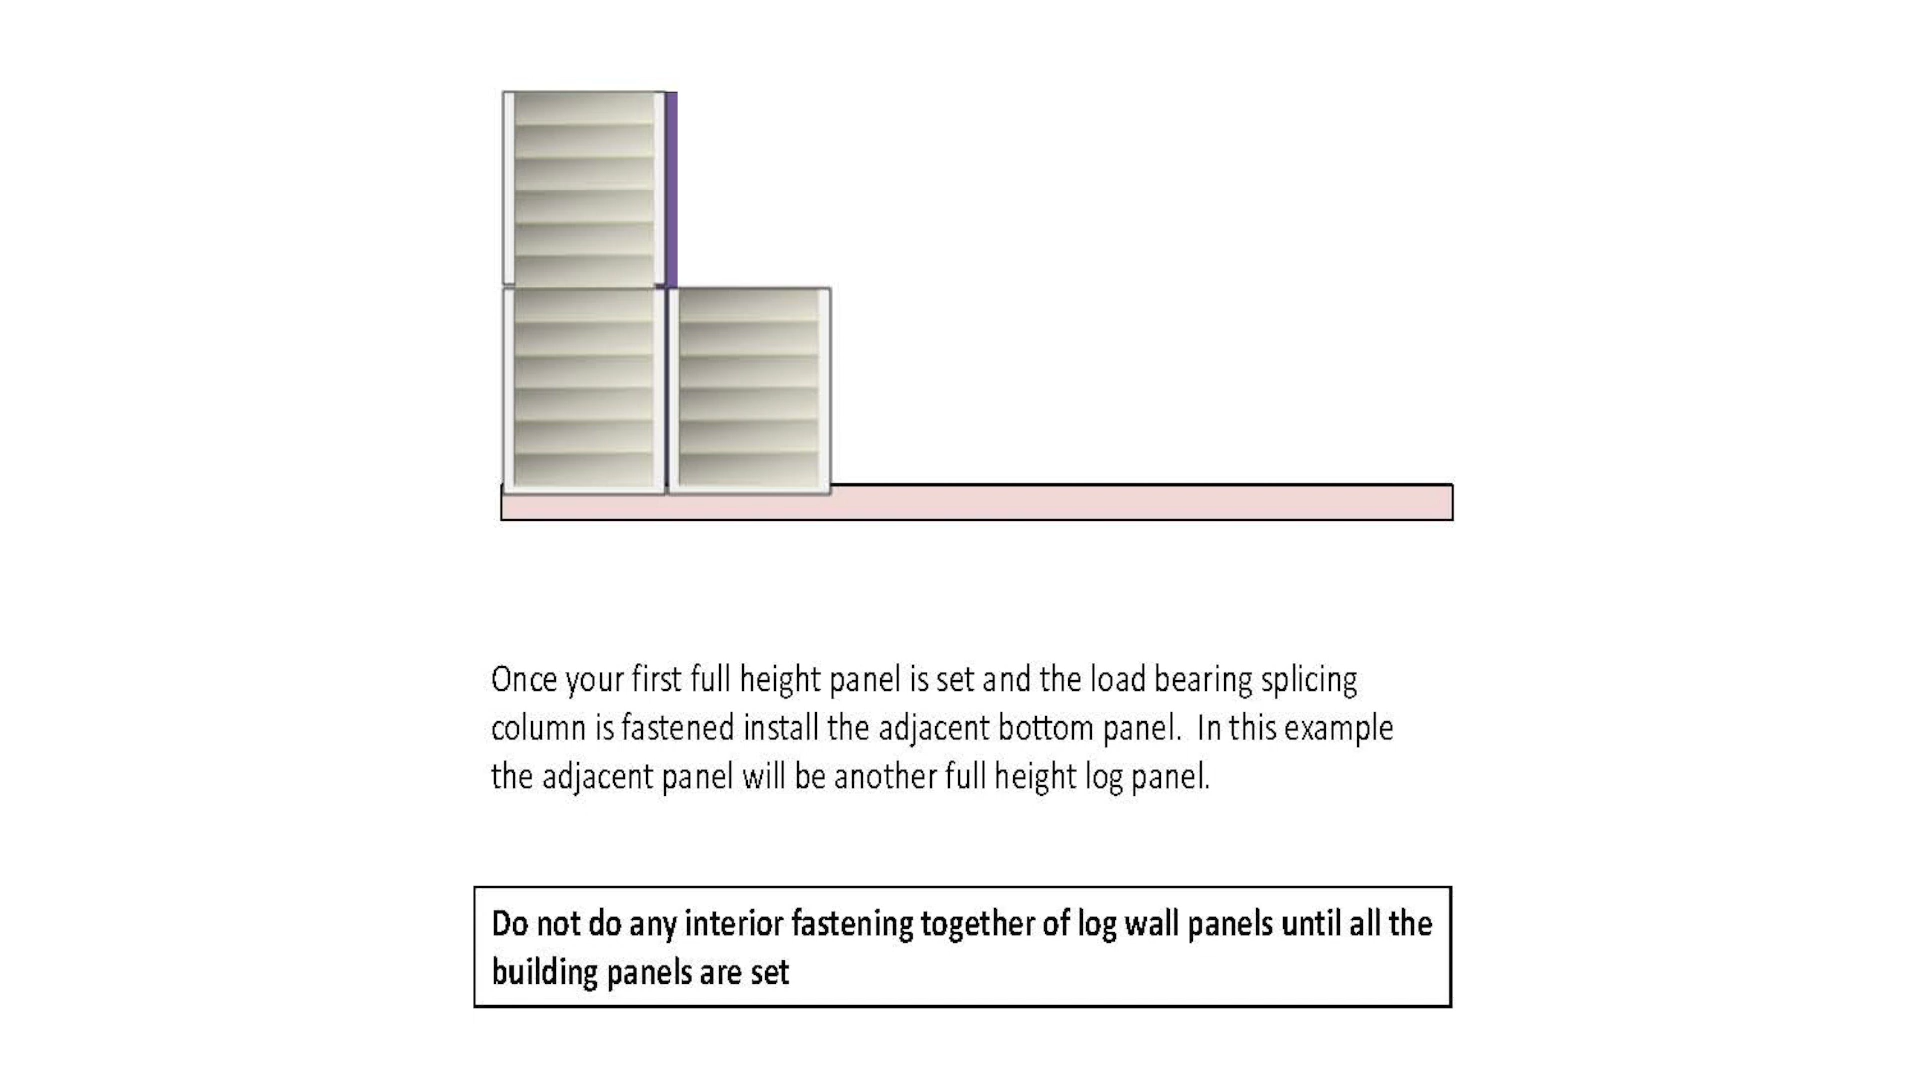 Once your first full height panel is set and the load bearing splicing
column is fastened install the adjacent bottom panel.  In this example
the adjacent panel will be another full height log panel.
Do not do any interior fastening together of log wall panels until all the
building panels are set